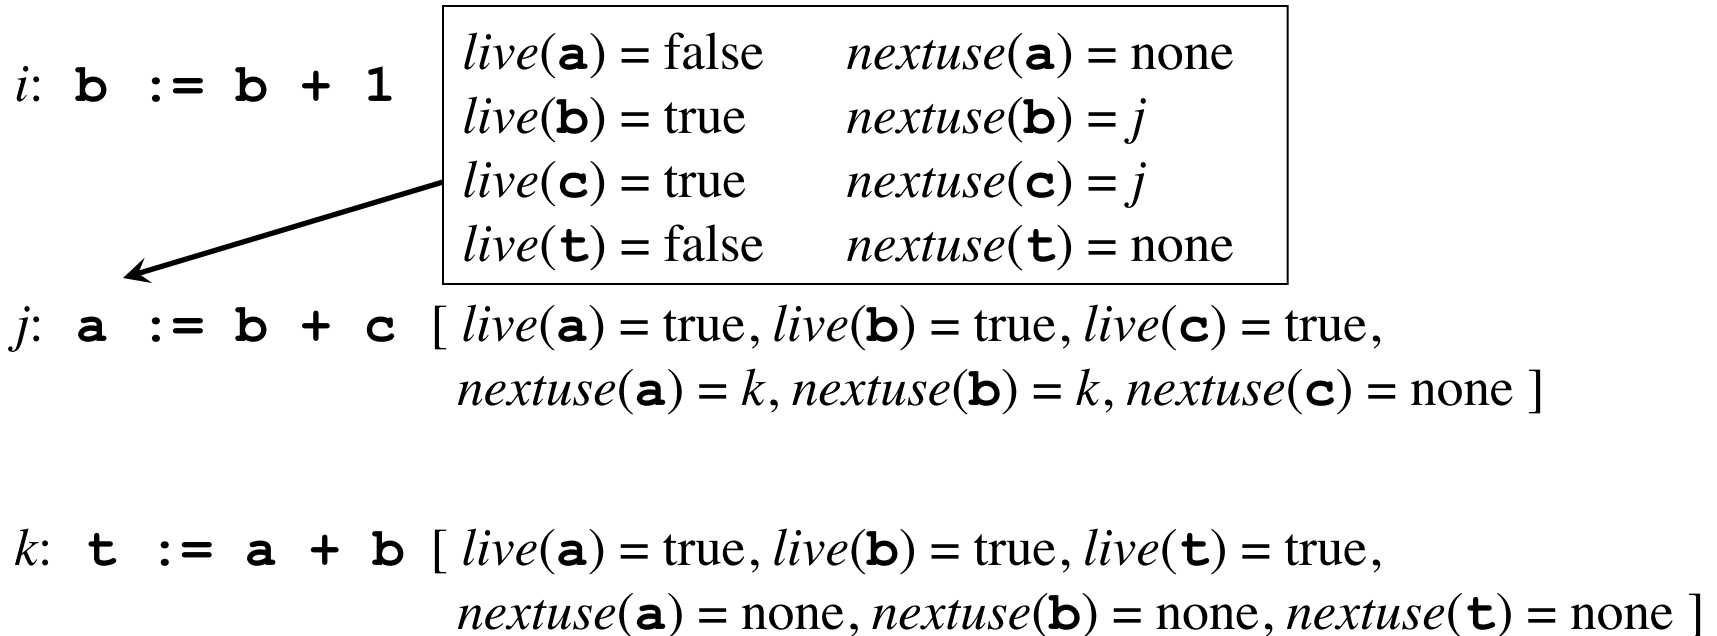 live(a) = false nextuse(a) = none
i: b := b + 1
live(b) = true nextuse(b) = j
live(c) = true nextuse(c) = j
live(t) = false nextuse(t) = none
j: a := b + c [ live(a) = true, live(b) = true, live(c) = true,
nextuse(a) = k, nextuse(b) = k, nextuse(c) = none ]
k: t := a + b [ live(a) = true, live(b) = true, live(t) = true,
nextuse(a) = none, nextuse(b) = none, nextuse(t) = none ]